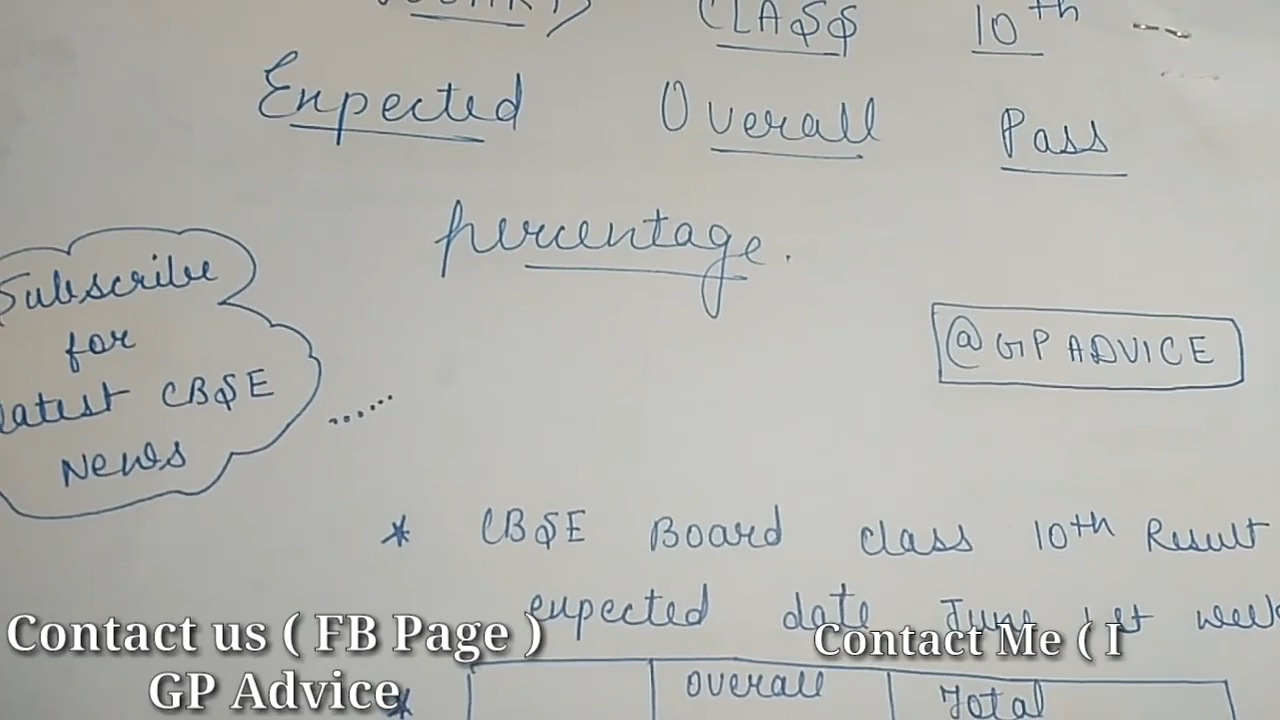 CLASS 10th
Expected Overall Pass
percentage.
Subscribe
for
latest CBSE
News
@GP ADVICE
* CBSE Board class 10th Result
expected date June 1st week
Contact us ( FB Page )
GP Advice
Contact Me ( I
* overall Total